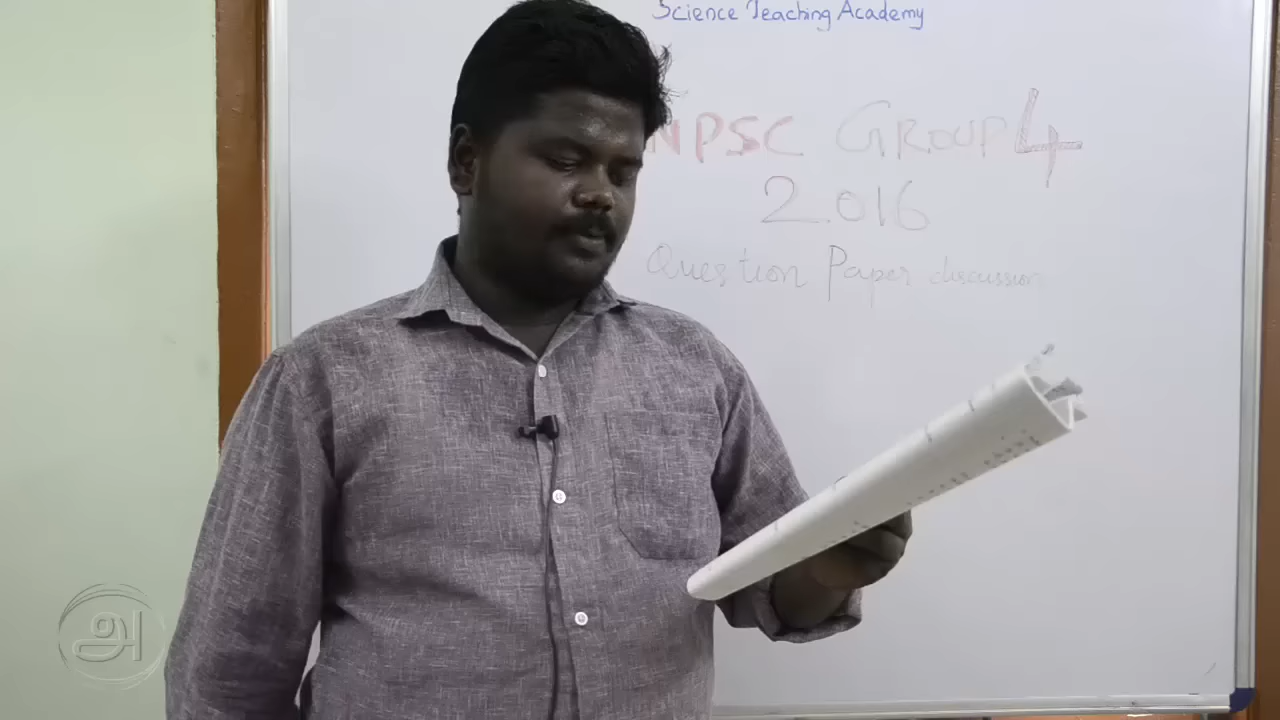 Science Teaching Academy
NPSC GROUP 4
2016
Question Paper discussion
அ